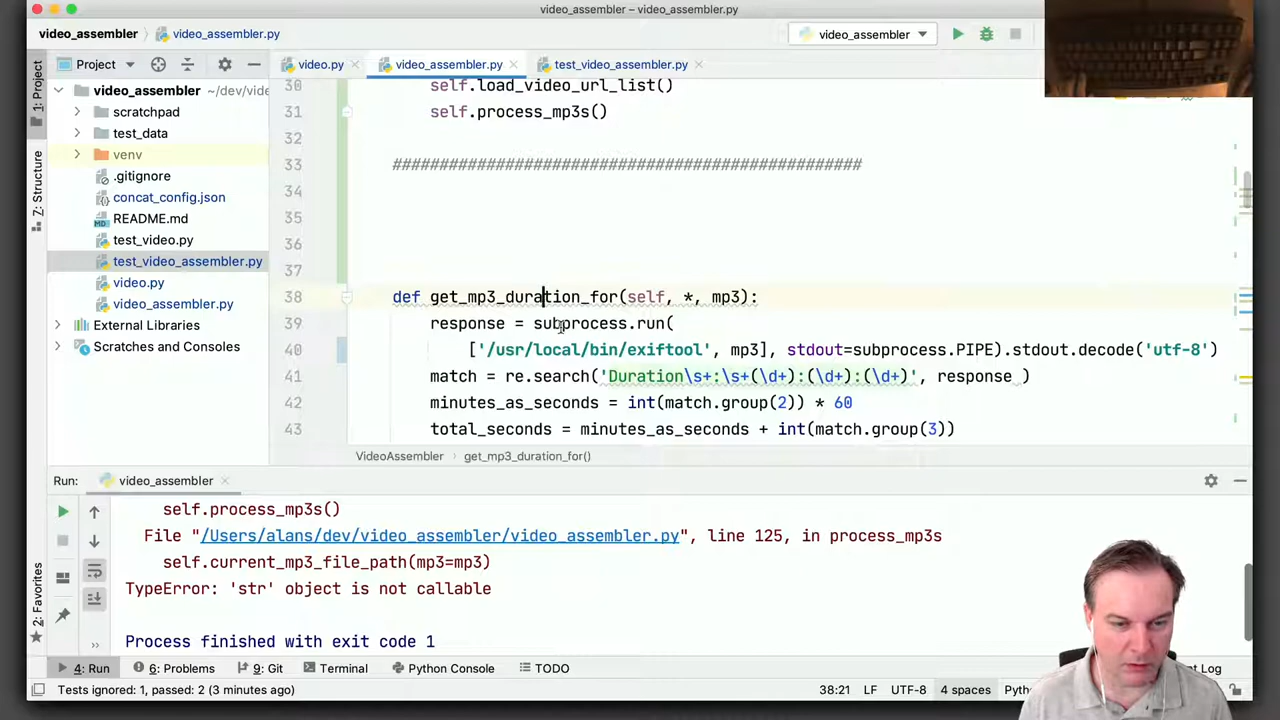 video_assembler – video_assembler.py
video_assembler
video_assembler.py
video_assembler
1: Project
Project
video.py
video_assembler.py
test_video_assembler.py
video_assembler ~/dev/vide
scratchpad
test_data
venv
.gitignore
concat_config.json
README.md
test_video.py
test_video_assembler.py
video.py
video_assembler.py
External Libraries
Scratches and Consoles
Z: Structure
2: Favorites
30 self.load_video_url_list()
31 self.process_mp3s()
32
33 ##################################################
34
35
36
37
38 def get_mp3_duration_for(self, *, mp3):
39 response = subprocess.run(
40 ['/usr/local/bin/exiftool', mp3], stdout=subprocess.PIPE).stdout.decode('utf-8')
41 match = re.search('Duration\s+:\s+(\d+):(\d+):(\d+)', response )
42 minutes_as_seconds = int(match.group(2)) * 60
43 total_seconds = minutes_as_seconds + int(match.group(3))
VideoAssembler
get_mp3_duration_for()
Run:
video_assembler
self.process_mp3s()
File "/Users/alans/dev/video_assembler/video_assembler.py", line 125, in process_mp3s
self.current_mp3_file_path(mp3=mp3)
TypeError: 'str' object is not callable
Process finished with exit code 1
4: Run
6: Problems
9: Git
Terminal
Python Console
TODO
t Log
Tests ignored: 1, passed: 2 (3 minutes ago)
38:21
LF
UTF-8
4 spaces
Pytho